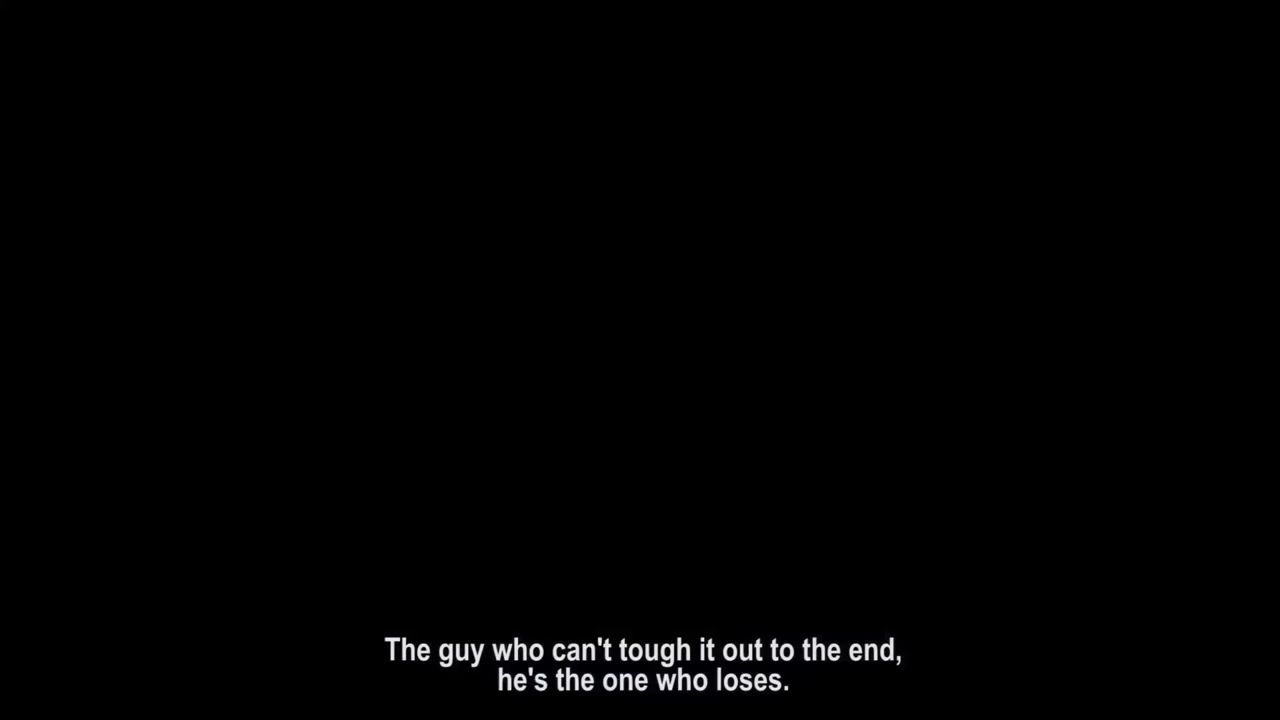 The guy who can't tough it out to the end,
he's the one who loses.